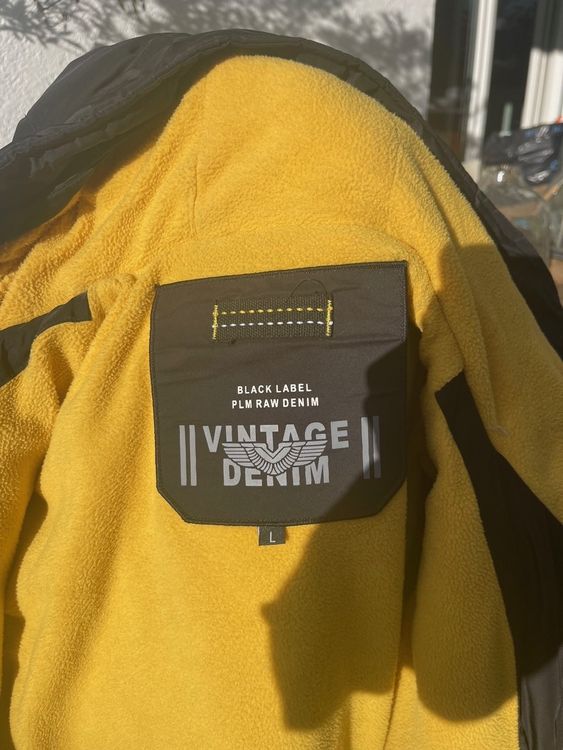 BLACK LABEL
PLM RAW DENIM
VINTAGE
DENIM
L